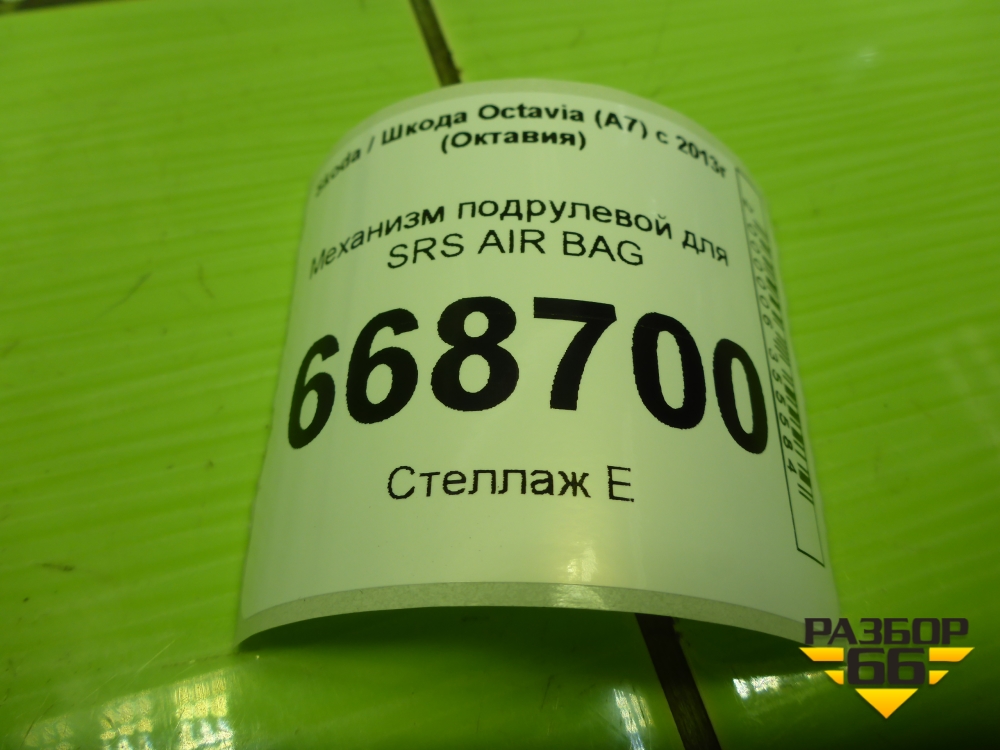 Skoda / Шкода Octavia (A7) с 2013г
(Октавия)
Механизм подрулевой для
SRS AIR BAG
668700
Стеллаж E
РАЗБОР
66